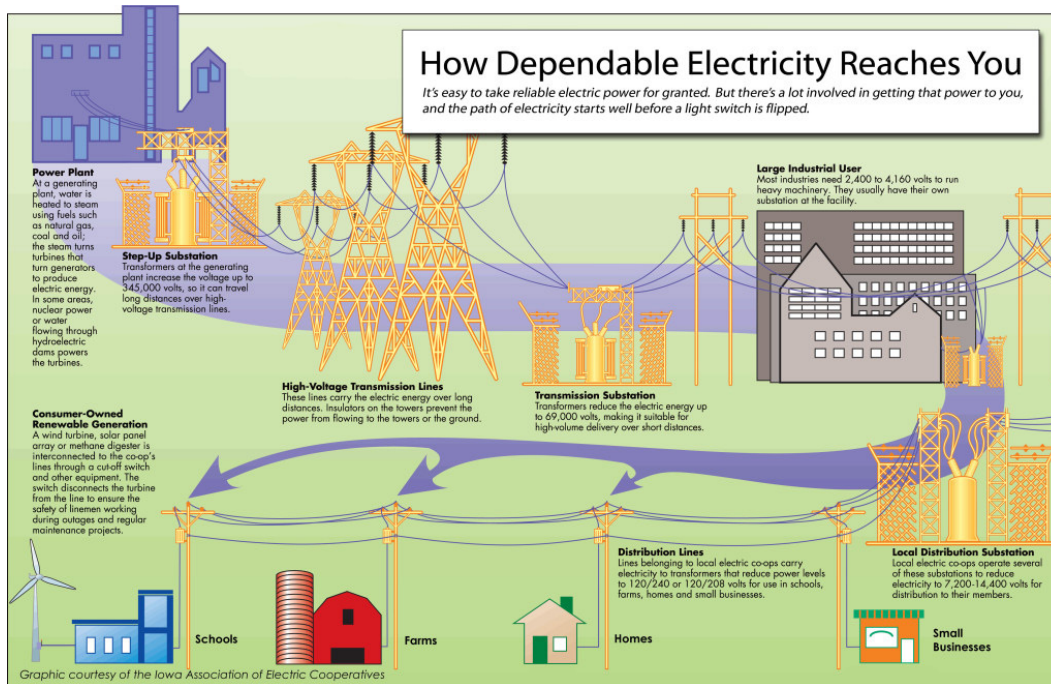 How Dependable Electricity Reaches You
It's easy to take reliable electric power for granted. But there's a lot involved in getting that power to you,
and the path of electricity starts well before a light switch is flipped.
Power Plant
At a generating
plant, water is
heated to steam
using fuels such
as natural gas,
coal and oil;
the steam turns
turbines that
turn generators
to produce
electric energy.
In some areas,
nuclear power
or water
flowing through
hydroelectric
dams powers
the turbines.
Step-Up Substation
Transformers at the generating
plant increase the voltage up to
345,000 volts, so it can travel
long distances over high-
voltage transmission lines.
High-Voltage Transmission Lines
These lines carry the electric energy over long
distances. Insulators on the towers prevent the
power from flowing to the towers or the ground.
Transmission Substation
Transformers reduce the electric energy up
to 69,000 volts, making it suitable for
high-volume delivery over short distances.
Large Industrial User
Most industries need 2,400 to 4,160 volts to run
heavy machinery. They usually have their own
substation at the facility.
Consumer-Owned
Renewable Generation
A wind turbine, solar panel
array or methane digester is
interconnected to the co-op's
lines through a cut-off switch
and other equipment. The
switch disconnects the turbine
from the line to ensure the
safety of linemen working
during outages and regular
maintenance projects.
Distribution Lines
Lines belonging to local electric co-ops carry
electricity to transformers that reduce power levels
to 120/240 or 120/208 volts for use in schools,
farms, homes and small businesses.
Local Distribution Substation
Local electric co-ops operate several
of these substations to reduce
electricity to 7,200-14,400 volts for
distribution to their members.
Schools
Farms
Homes
Small
Businesses
Graphic courtesy of the Iowa Association of Electric Cooperatives